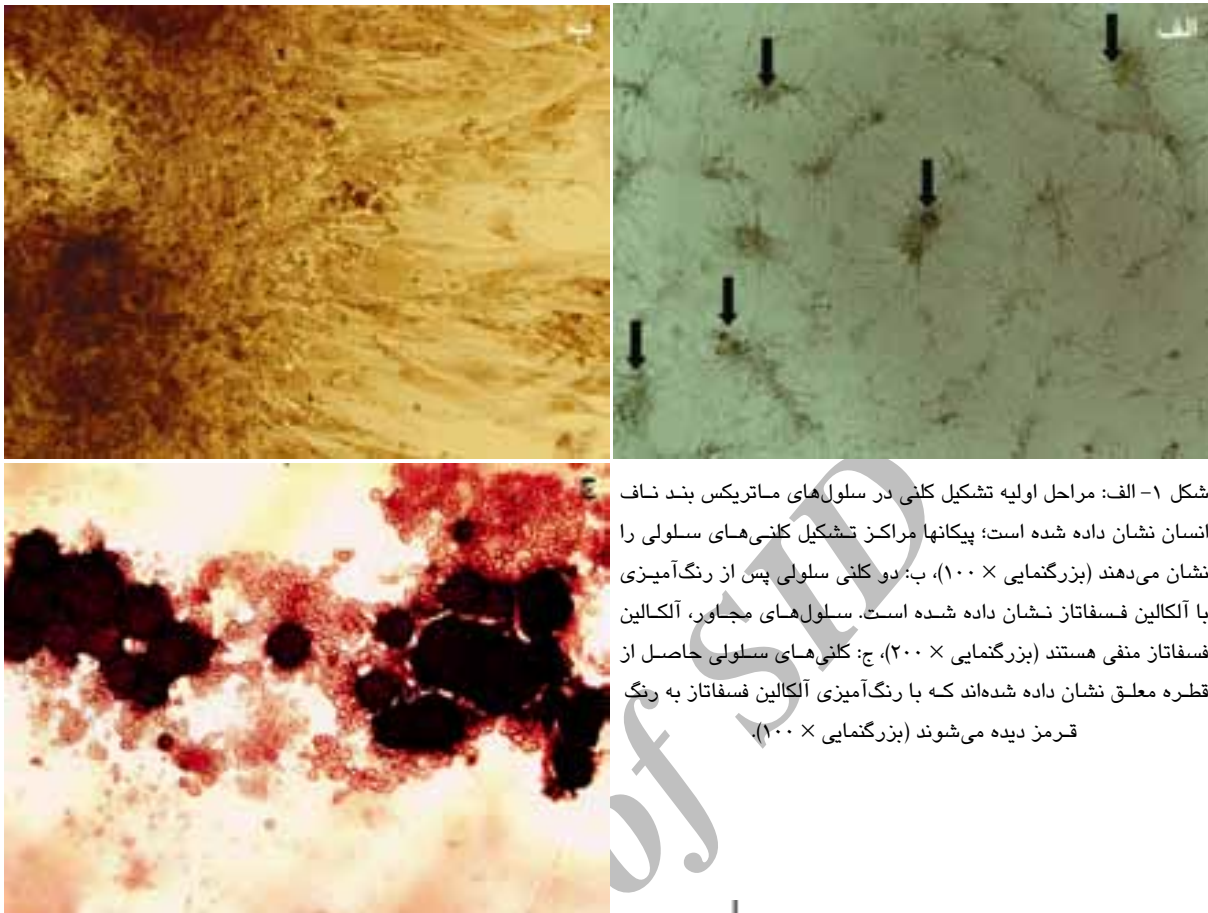 الف
ب
ج
شکل ۱- الف: مراحل اولیه تشکیل کلنی در سلول‌های ماتریکس بند ناف
انسان نشان داده شده است؛ پیکانها مراکز تشکیل کلنی‌های سلولی را
نشان می‌دهند (بزرگنمایی × ۱۰۰)، ب: دو کلنی سلولی پس از رنگ‌آمیزی
با آلکالین فسفاتاز نشان داده شده است. سلول‌های مجاور، آلکالین
فسفاتاز منفی هستند (بزرگنمایی × ۲۰۰)، ج: کلنی‌های سلولی حاصل از
قطره معلق نشان داده شده‌اند که با رنگ‌آمیزی آلکالین فسفاتاز به رنگ
قرمز دیده می‌شوند (بزرگنمایی × ۱۰۰).
of SID